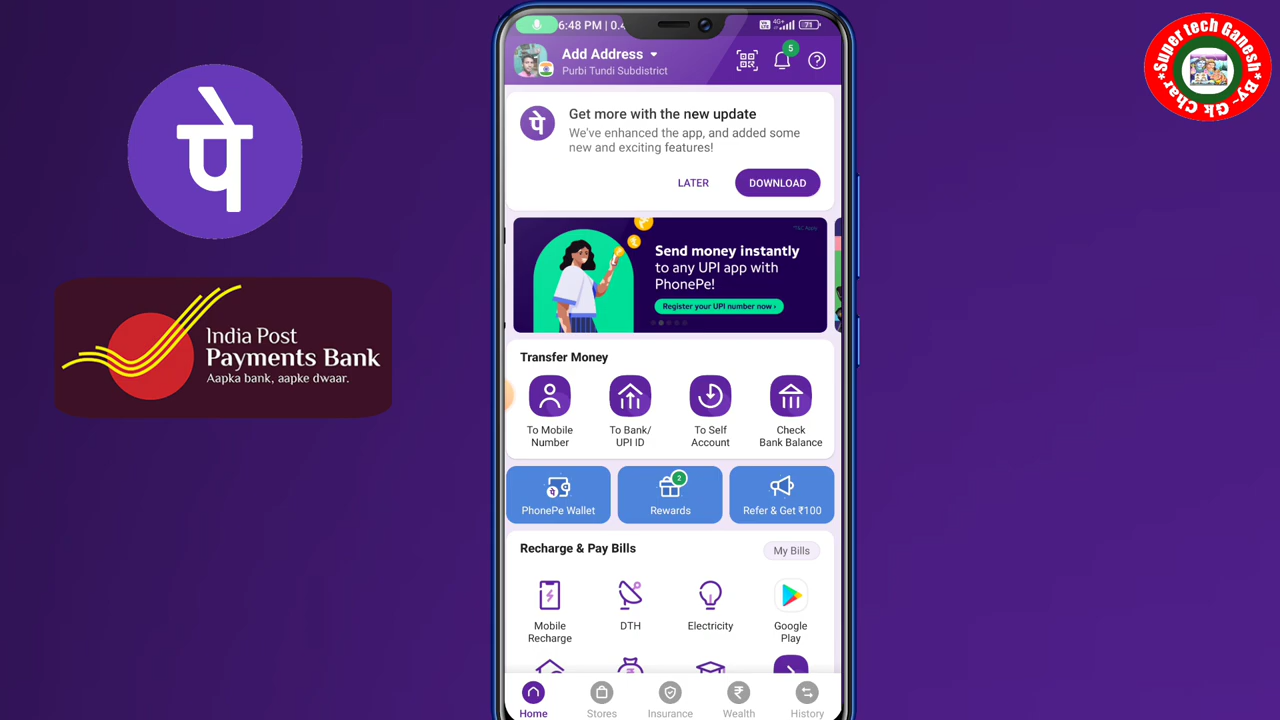 पे
India Post
Payments Bank
Aapka bank, aapke dwaar.
6:48 PM | 0.4
4G+
71
Add Address
Purbi Tundi Subdistrict
5
पे
Get more with the new update
We've enhanced the app, and added some
new and exciting features!
LATER
DOWNLOAD
*T&C Apply
Send money instantly
to any UPI app with
PhonePe!
Register your UPI number now ›
Transfer Money
To Mobile
Number
To Bank/
UPI ID
To Self
Account
Check
Bank Balance
PhonePe Wallet
2
Rewards
Refer & Get ₹100
Recharge & Pay Bills
My Bills
Mobile
Recharge
DTH
Electricity
Google
Play
Home
Stores
Insurance
Wealth
History
Super tech Ganesh
By-Gk Char